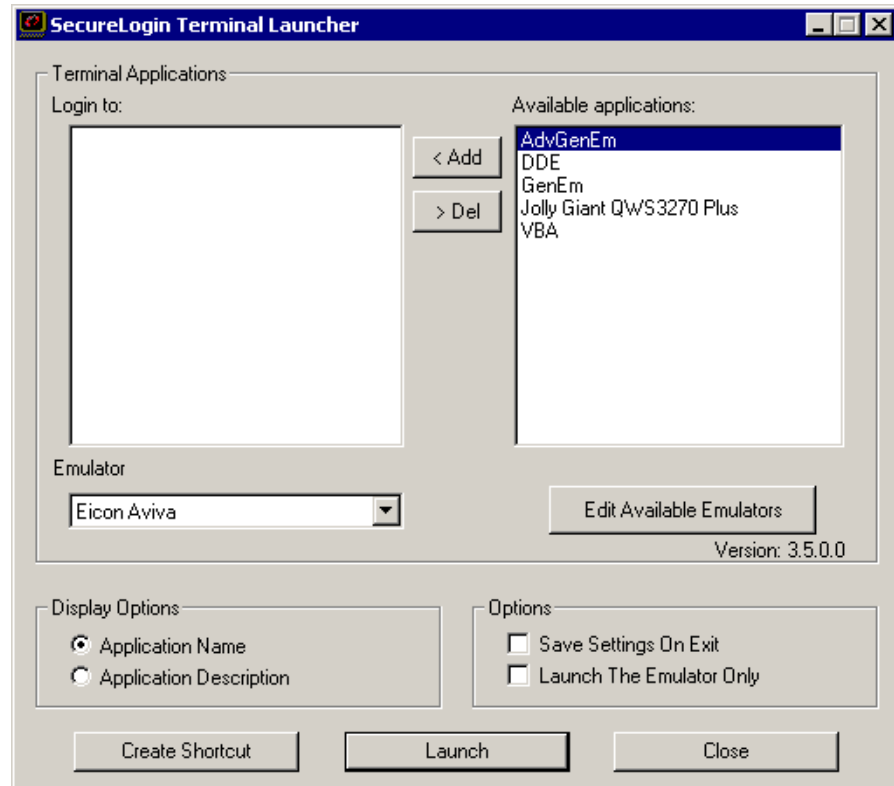 SecureLogin Terminal Launcher
Terminal Applications
Login to:
Available applications:
< Add
> Del
AdvGenEm
DDE
GenEm
Jolly Giant QWS3270 Plus
VBA
Emulator
Eicon Aviva
Edit Available Emulators
Version: 3.5.0.0
Display Options
Application Name
Application Description
Options
Save Settings On Exit
Launch The Emulator Only
Create Shortcut
Launch
Close